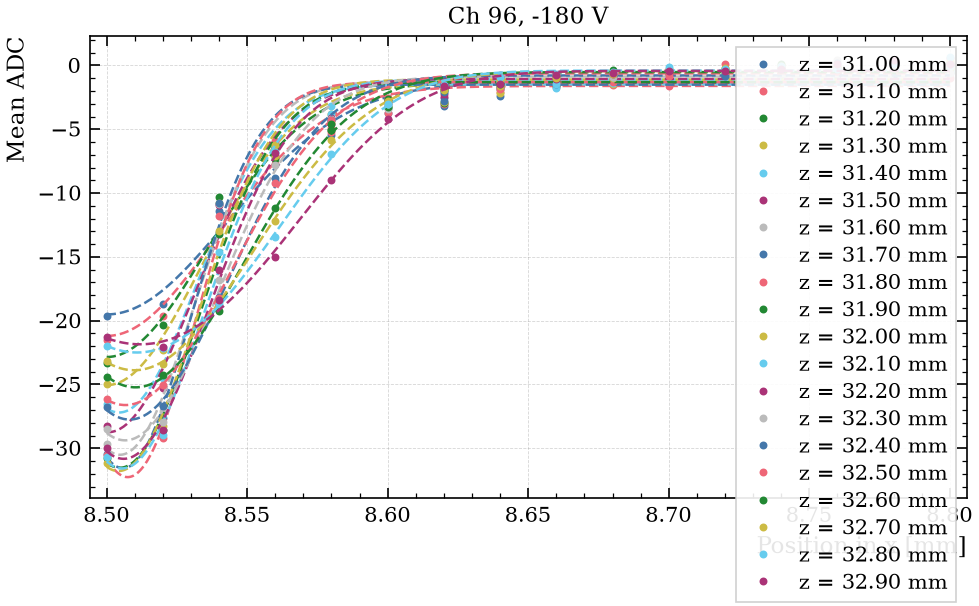 Ch 96, -180 V
Mean ADC
0
−5
−10
−15
−20
−25
−30
8.50
8.55
8.60
8.65
8.70
8.75
8.80
Position in x [mm]
z = 31.00 mm
z = 31.10 mm
z = 31.20 mm
z = 31.30 mm
z = 31.40 mm
z = 31.50 mm
z = 31.60 mm
z = 31.70 mm
z = 31.80 mm
z = 31.90 mm
z = 32.00 mm
z = 32.10 mm
z = 32.20 mm
z = 32.30 mm
z = 32.40 mm
z = 32.50 mm
z = 32.60 mm
z = 32.70 mm
z = 32.80 mm
z = 32.90 mm